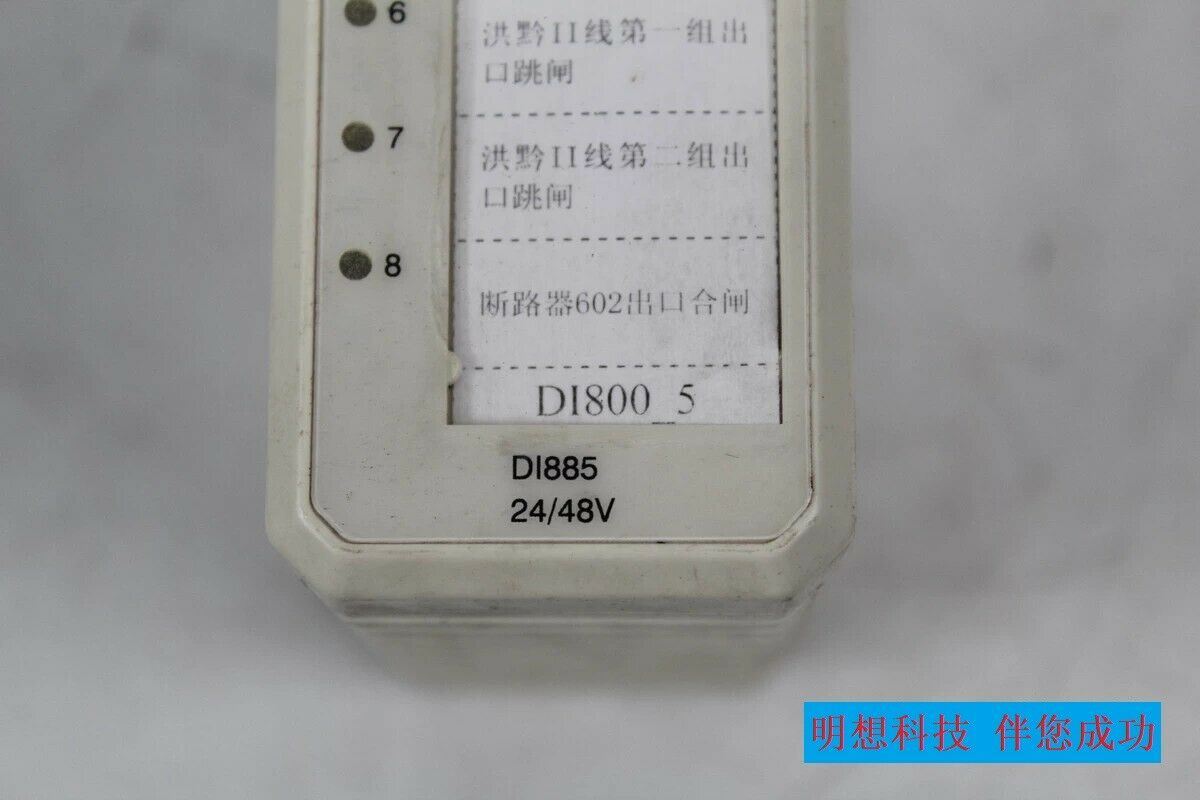 6
洪黔II线第一组出
口跳闸
7
洪黔II线第二组出
口跳闸
8
断路器602出口合闸
DI800_5
DI885
24/48V
明想科技 伴您成功